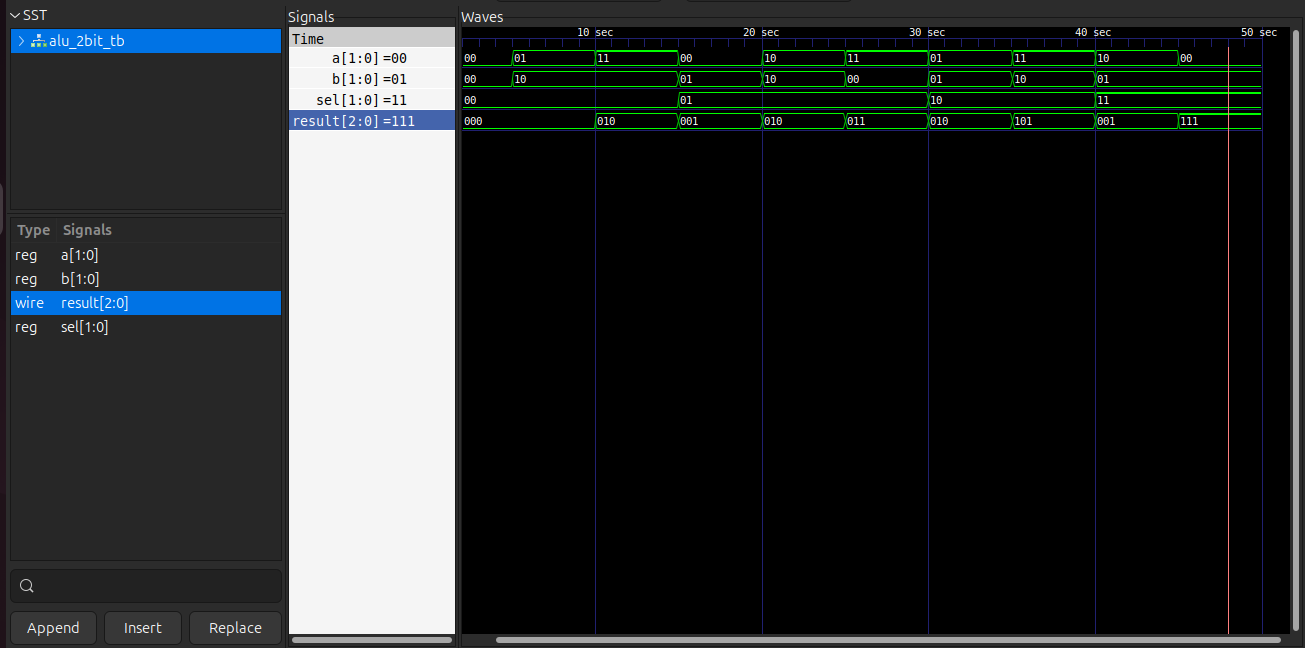 SST
alu_2bit_tb
Type Signals
reg a[1:0]
reg b[1:0]
wire result[2:0]
reg sel[1:0]
Append Insert Replace
Signals
Time
a[1:0] =00
b[1:0] =01
sel[1:0] =11
result[2:0] =111
Waves
10 sec 20 sec 30 sec 40 sec 50 sec
00 01 11 00 10 11 01 11 10 00
00 10 01 10 00 01 10 01
00 01 10 11
000 010 001 010 011 010 101 001 111